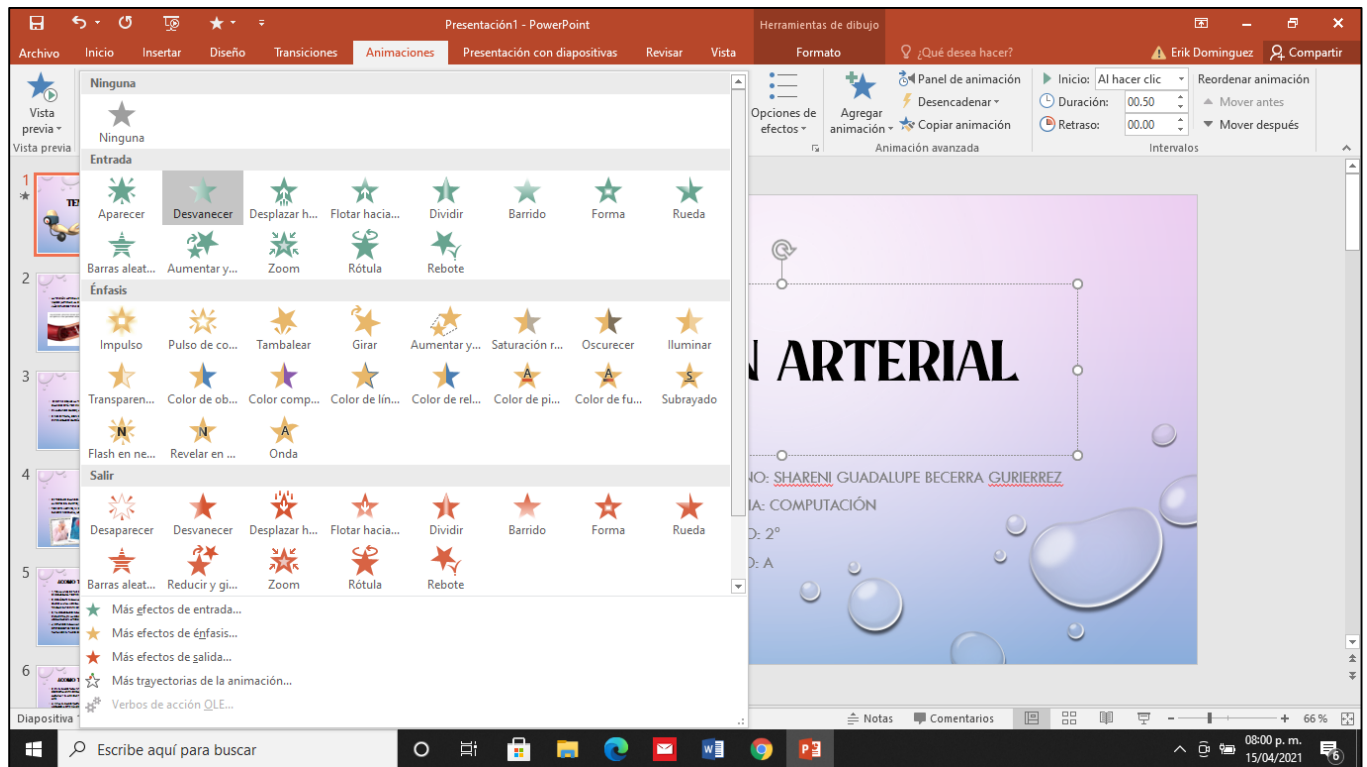 Presentación1 - PowerPoint
Herramientas de dibujo
Archivo Inicio Insertar Diseño Transiciones Animaciones Presentación con diapositivas Revisar Vista Formato ¿Qué desea hacer? Erik Dominguez Compartir
Vista previa
Vista previa
Opciones de efectos
Agregar animación
Panel de animación
Desencadenar
Copiar animación
Animación avanzada
Inicio: Al hacer clic
Duración: 00.50
Retraso: 00.00
Reordenar animación
Mover antes
Mover después
Intervalos
Ninguna
Ninguna
Entrada
Aparecer Desvanecer Desplazar h... Flotar hacia... Dividir Barrido Forma Rueda
Barras aleat... Aumentar y... Zoom Rótula Rebote
Énfasis
Impulso Pulso de co... Tambalear Girar Aumentar y... Saturación r... Oscurecer Iluminar
Transparen... Color de ob... Color comp... Color de lín... Color de rel... Color de pi... Color de fu... Subrayado
Flash en ne... Revelar en ... Onda
Salir
Desaparecer Desvanecer Desplazar h... Flotar hacia... Dividir Barrido Forma Rueda
Barras aleat... Reducir y gi... Zoom Rótula Rebote
Más efectos de entrada...
Más efectos de énfasis...
Más efectos de salida...
Más trayectorias de la animación...
Verbos de acción OLE...
1
2
3
4
5
6
N ARTERIAL
NO: SHARENI GUADALUPE BECERRA GURIERREZ
IA: COMPUTACIÓN
O: 2°
O: A
Diapositiva
Notas Comentarios 66 %
Escribe aquí para buscar
08:00 p. m.
15/04/2021
6